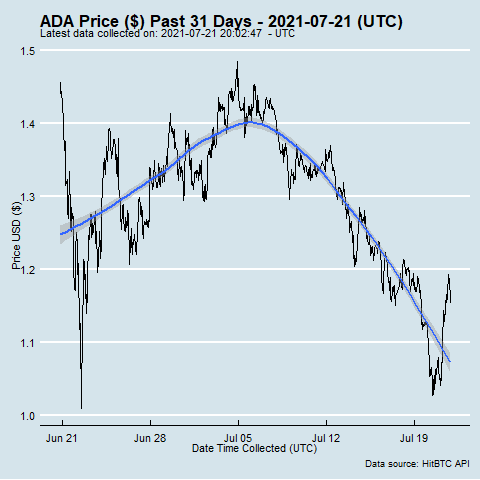 ADA Price ($) Past 31 Days - 2021-07-21 (UTC)
Latest data collected on: 2021-07-21 20:02:47  - UTC
1.5
1.4
1.3
1.2
1.1
1.0
Price USD ($)
Jun 21
Jun 28
Jul 05
Jul 12
Jul 19
Date Time Collected (UTC)
Data source: HitBTC API